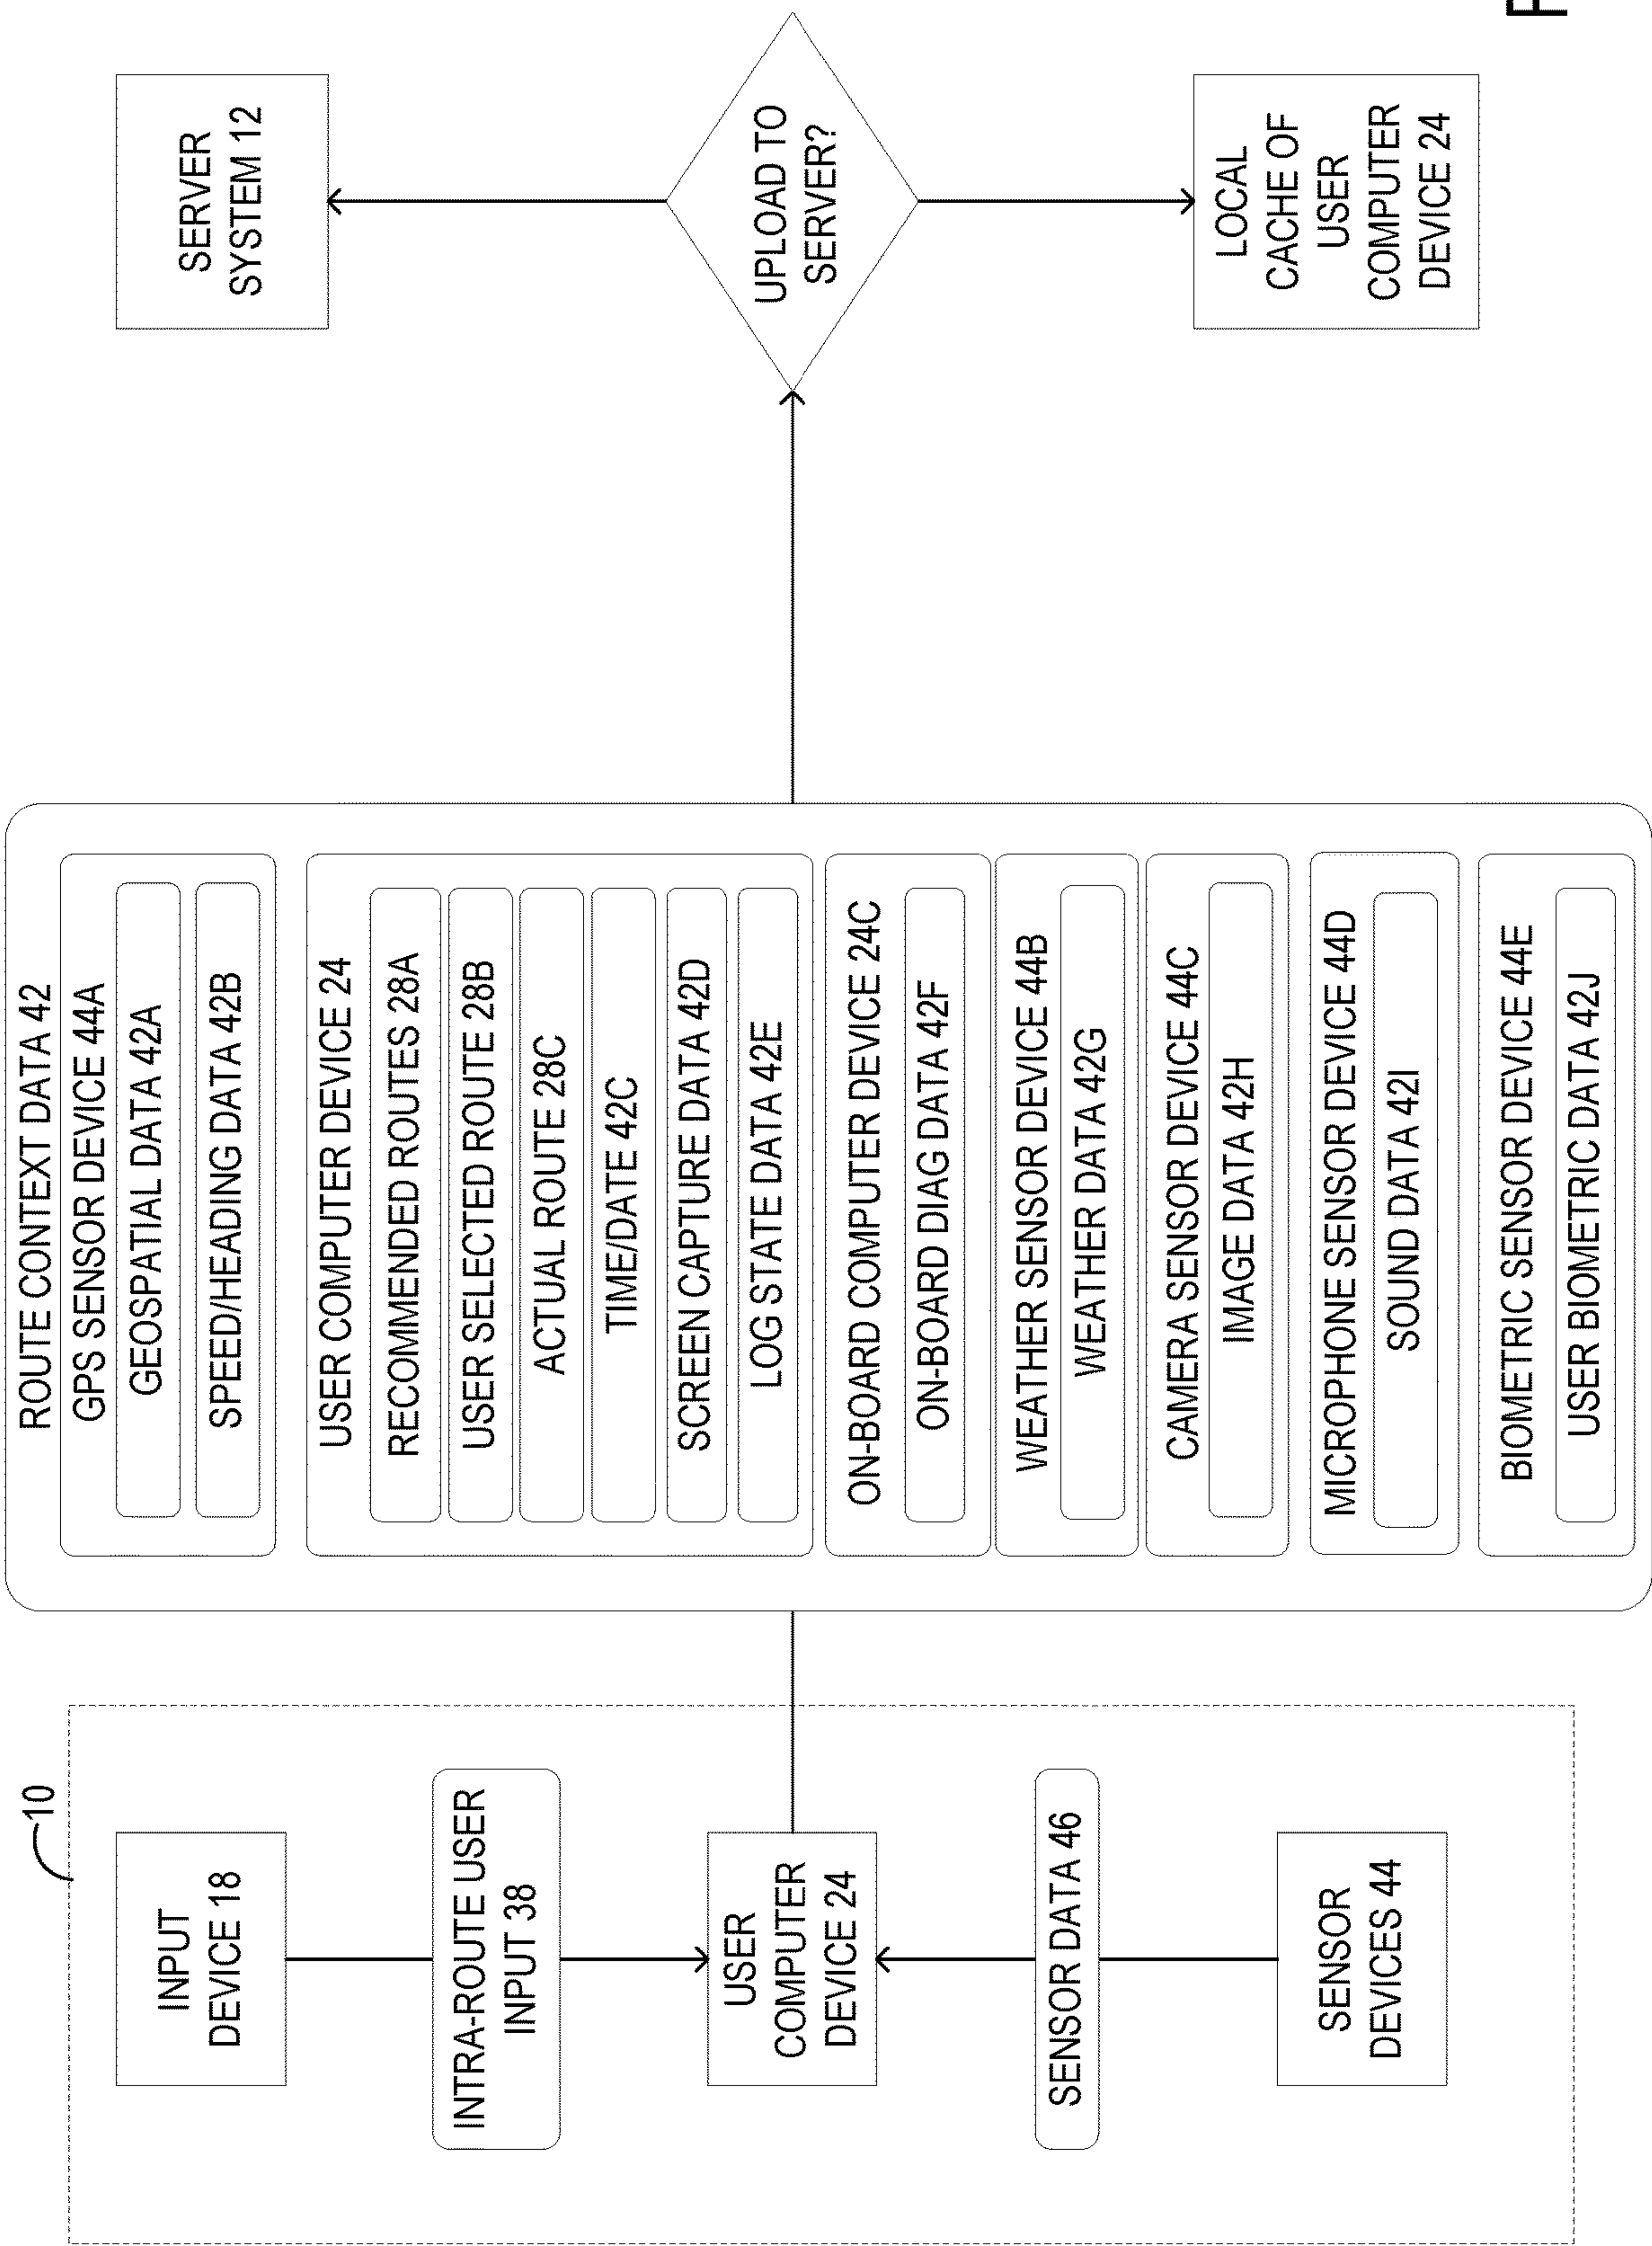 10
INPUT
DEVICE 18
INTRA-ROUTE USER
INPUT 38
USER
COMPUTER
DEVICE 24
SENSOR DATA 46
SENSOR
DEVICES 44
ROUTE CONTEXT DATA 42
GPS SENSOR DEVICE 44A
GEOSPATIAL DATA 42A
SPEED/HEADING DATA 42B
USER COMPUTER DEVICE 24
RECOMMENDED ROUTES 28A
USER SELECTED ROUTE 28B
ACTUAL ROUTE 28C
TIME/DATE 42C
SCREEN CAPTURE DATA 42D
LOG STATE DATA 42E
ON-BOARD COMPUTER DEVICE 24C
ON-BOARD DIAG DATA 42F
WEATHER SENSOR DEVICE 44B
WEATHER DATA 42G
CAMERA SENSOR DEVICE 44C
IMAGE DATA 42H
MICROPHONE SENSOR DEVICE 44D
SOUND DATA 42I
BIOMETRIC SENSOR DEVICE 44E
USER BIOMETRIC DATA 42J
SERVER
SYSTEM 12
UPLOAD TO
SERVER?
LOCAL
CACHE OF
USER
COMPUTER
DEVICE 24